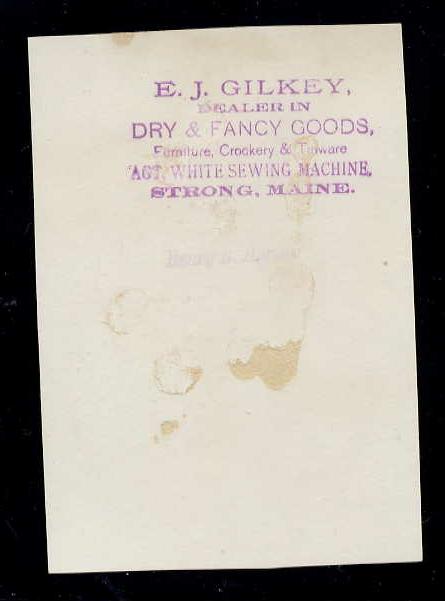 E. J. GILKEY,
DEALER IN
DRY & FANCY GOODS,
Furniture, Crockery & Tinware
AGT. WHITE SEWING MACHINE,
STRONG, MAINE.